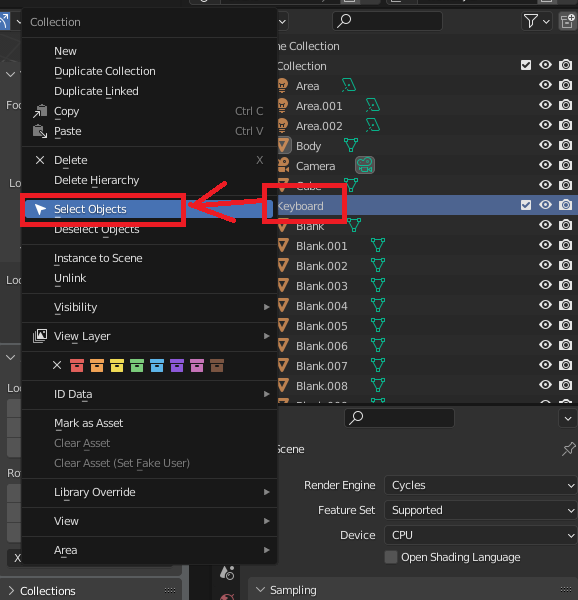 Collection
New
Duplicate Collection
Duplicate Linked
Copy Ctrl C
Paste Ctrl V
Delete X
Delete Hierarchy
Select Objects
Deselect Objects
Instance to Scene
Unlink
Visibility
View Layer
ID Data
Mark as Asset
Clear Asset
Clear Asset (Set Fake User)
Library Override
View
Area
X
Collections
ne Collection
Collection
Area
Area.001
Area.002
Body
Camera
Cube
Keyboard
Blank
Blank.001
Blank.002
Blank.003
Blank.004
Blank.005
Blank.006
Blank.007
Blank.008
Scene
Render Engine Cycles
Feature Set Supported
Device CPU
Open Shading Language
Sampling